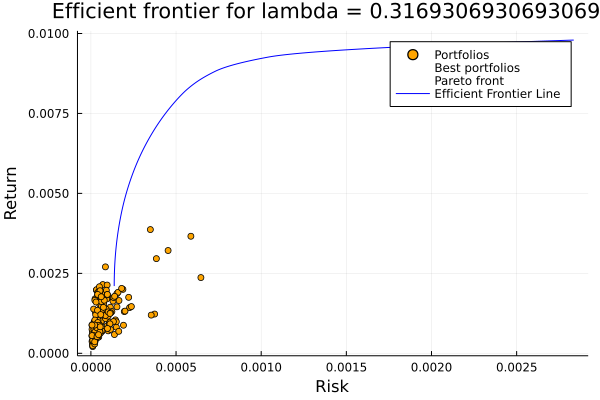 Efficient frontier for lambda = 0.3169306930693069
0.0100
0.0075
0.0050
0.0025
0.0000
Return
Portfolios
Best portfolios
Pareto front
Efficient Frontier Line
0.0000 0.0005 0.0010 0.0015 0.0020 0.0025
Risk